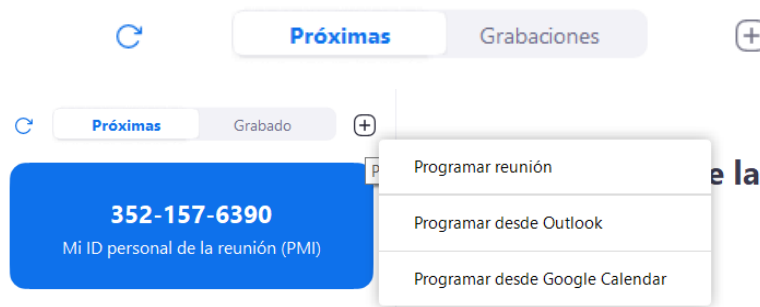 Próximas Grabaciones
Próximas Grabado
Programar reunión
e la
352-157-6390
Mi ID personal de la reunión (PMI)
Programar desde Outlook
Programar desde Google Calendar